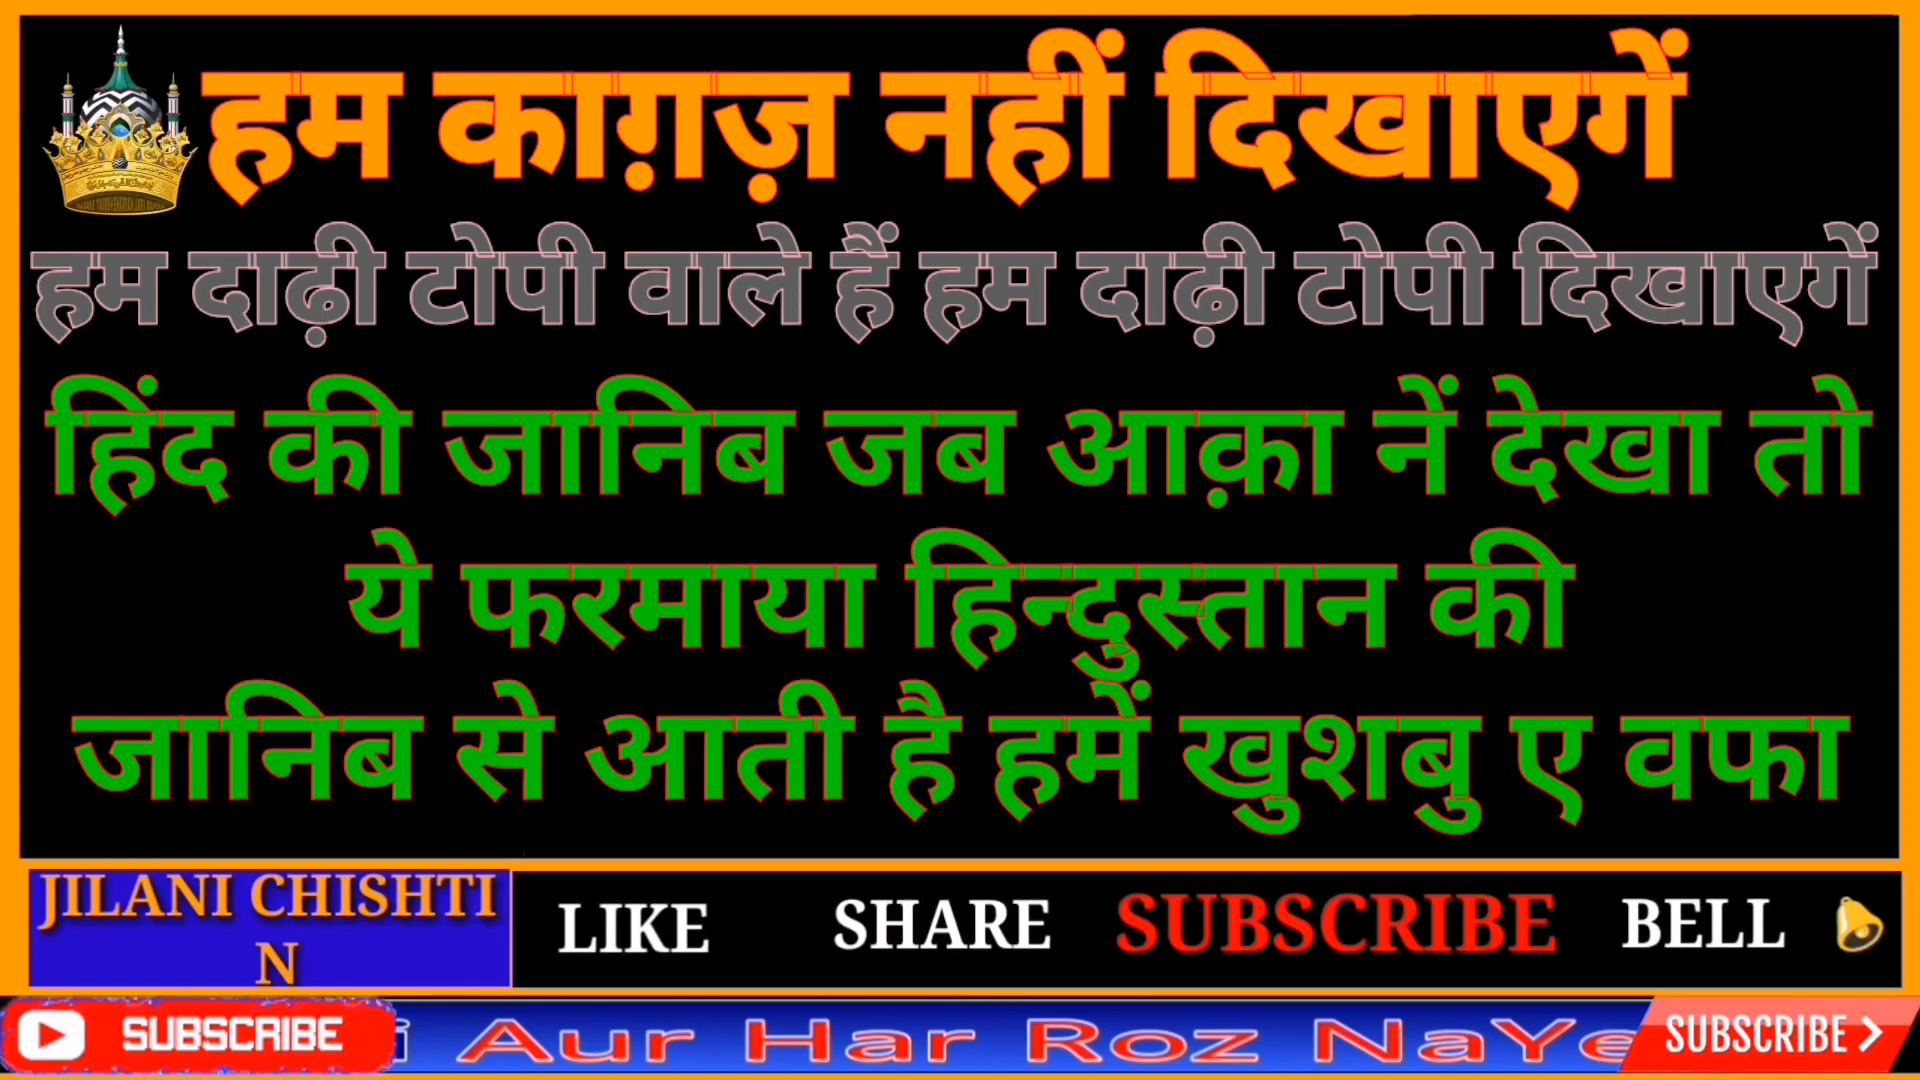 हम काग़ज़ नहीं दिखाएगें
हम दाढ़ी टोपी वाले हैं हम दाढ़ी टोपी दिखाएगें
हिंद की जानिब जब आक़ा नें देखा तो
ये फरमाया हिन्दुस्तान की
जानिब से आती है हमें खुशबु ए वफा
JILANI CHISHTI
N
LIKE SHARE SUBSCRIBE BELL
SUBSCRIBE i Aur Har Roz NaYe SUBSCRIBE